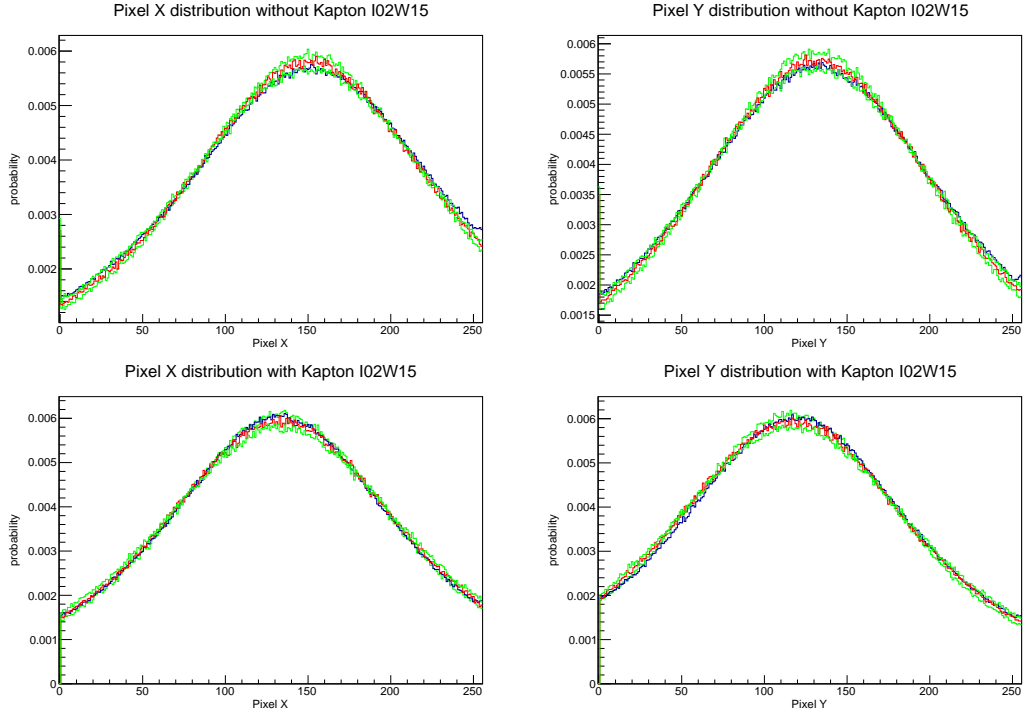 Pixel X distribution without Kapton I02W15
probability
0.006
0.005
0.004
0.003
0.002
0 50 100 150 200 250
Pixel X
Pixel Y distribution without Kapton I02W15
probability
0.006
0.0055
0.005
0.0045
0.004
0.0035
0.003
0.0025
0.002
0.0015
0 50 100 150 200 250
Pixel Y
Pixel X distribution with Kapton I02W15
probability
0.006
0.005
0.004
0.003
0.002
0.001
0
0 50 100 150 200 250
Pixel X
Pixel Y distribution with Kapton I02W15
probability
0.006
0.005
0.004
0.003
0.002
0.001
0
0 50 100 150 200 250
Pixel Y